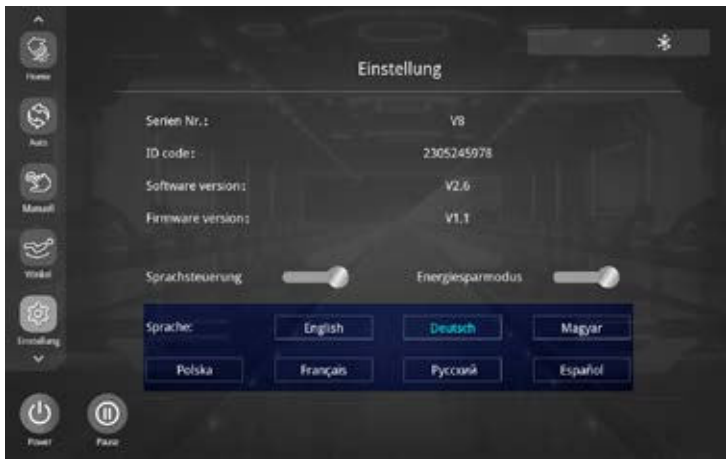 Einstellung
Home
Auto
Manuell
Winkel
Einstellung
Power
Pause
Serien Nr.: V8
ID code: 2305245978
Software version: V2.6
Firmware version: V1.1
Sprachsteuerung Energiesparmodus
Sprache: English Deutsch Magyar
Polska Français Русский Español